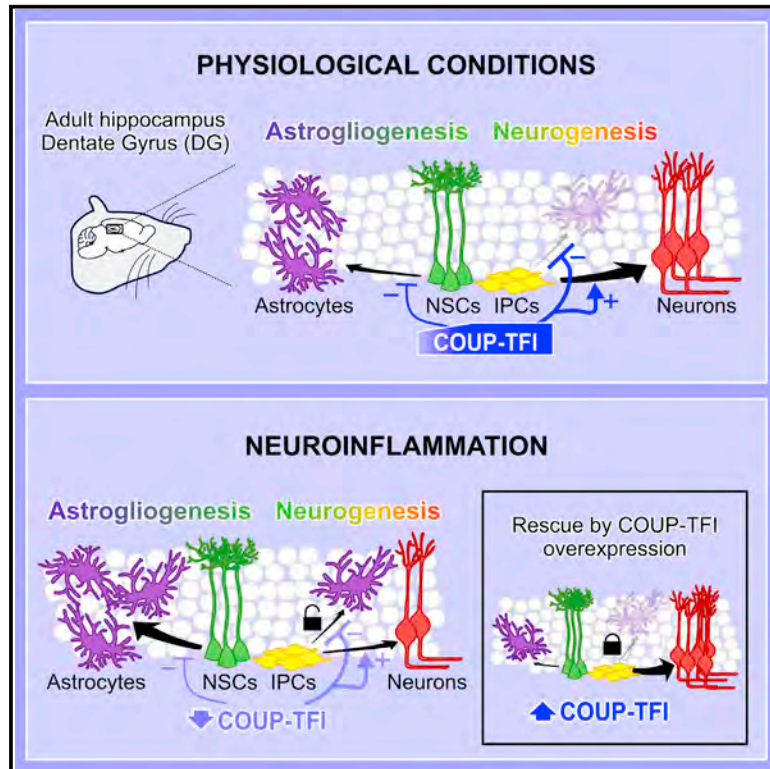 PHYSIOLOGICAL CONDITIONS
Adult hippocampus
Dentate Gyrus (DG)
Astrogliogenesis Neurogenesis
−
−
+
Astrocytes NSCs IPCs Neurons
COUP-TFI
NEUROINFLAMMATION
Astrogliogenesis Neurogenesis
−
−
+
Astrocytes NSCs IPCs Neurons
COUP-TFI
Rescue by COUP-TFI
overexpression
COUP-TFI